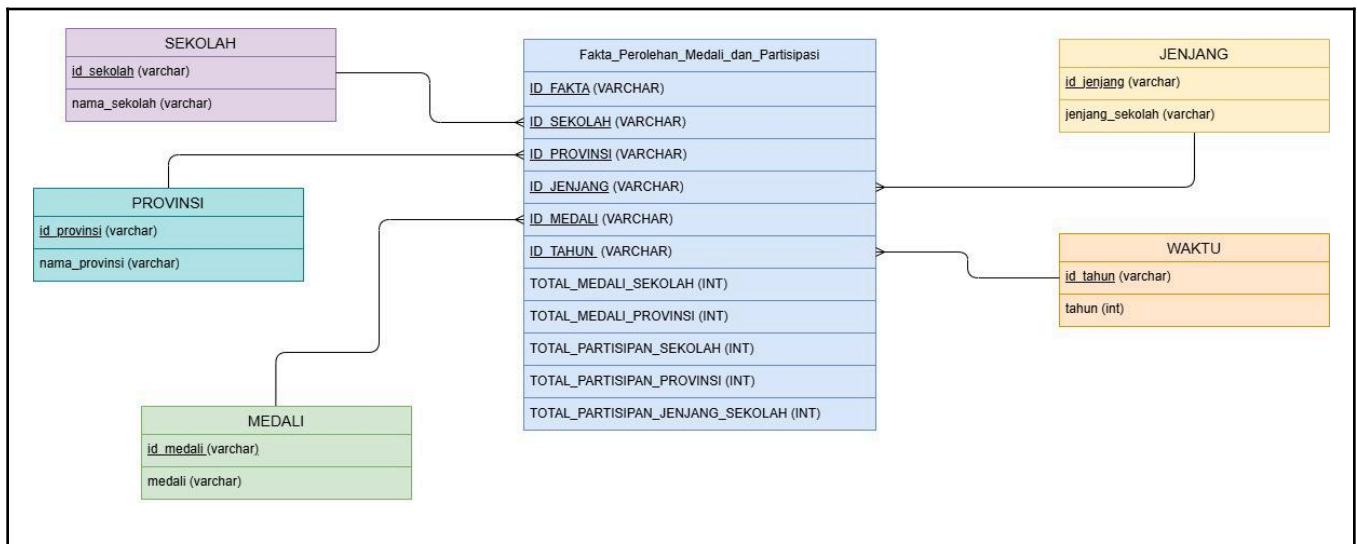 SEKOLAH
id_sekolah (varchar)
nama_sekolah (varchar)
PROVINSI
id_provinsi (varchar)
nama_provinsi (varchar)
MEDALI
id_medali (varchar)
medali (varchar)
Fakta_Perolehan_Medali_dan_Partisipasi
ID_FAKTA (VARCHAR)
ID_SEKOLAH (VARCHAR)
ID_PROVINSI (VARCHAR)
ID_JENJANG (VARCHAR)
ID_MEDALI (VARCHAR)
ID_TAHUN (VARCHAR)
TOTAL_MEDALI_SEKOLAH (INT)
TOTAL_MEDALI_PROVINSI (INT)
TOTAL_PARTISIPAN_SEKOLAH (INT)
TOTAL_PARTISIPAN_PROVINSI (INT)
TOTAL_PARTISIPAN_JENJANG_SEKOLAH (INT)
JENJANG
id_jenjang (varchar)
jenjang_sekolah (varchar)
WAKTU
id_tahun (varchar)
tahun (int)